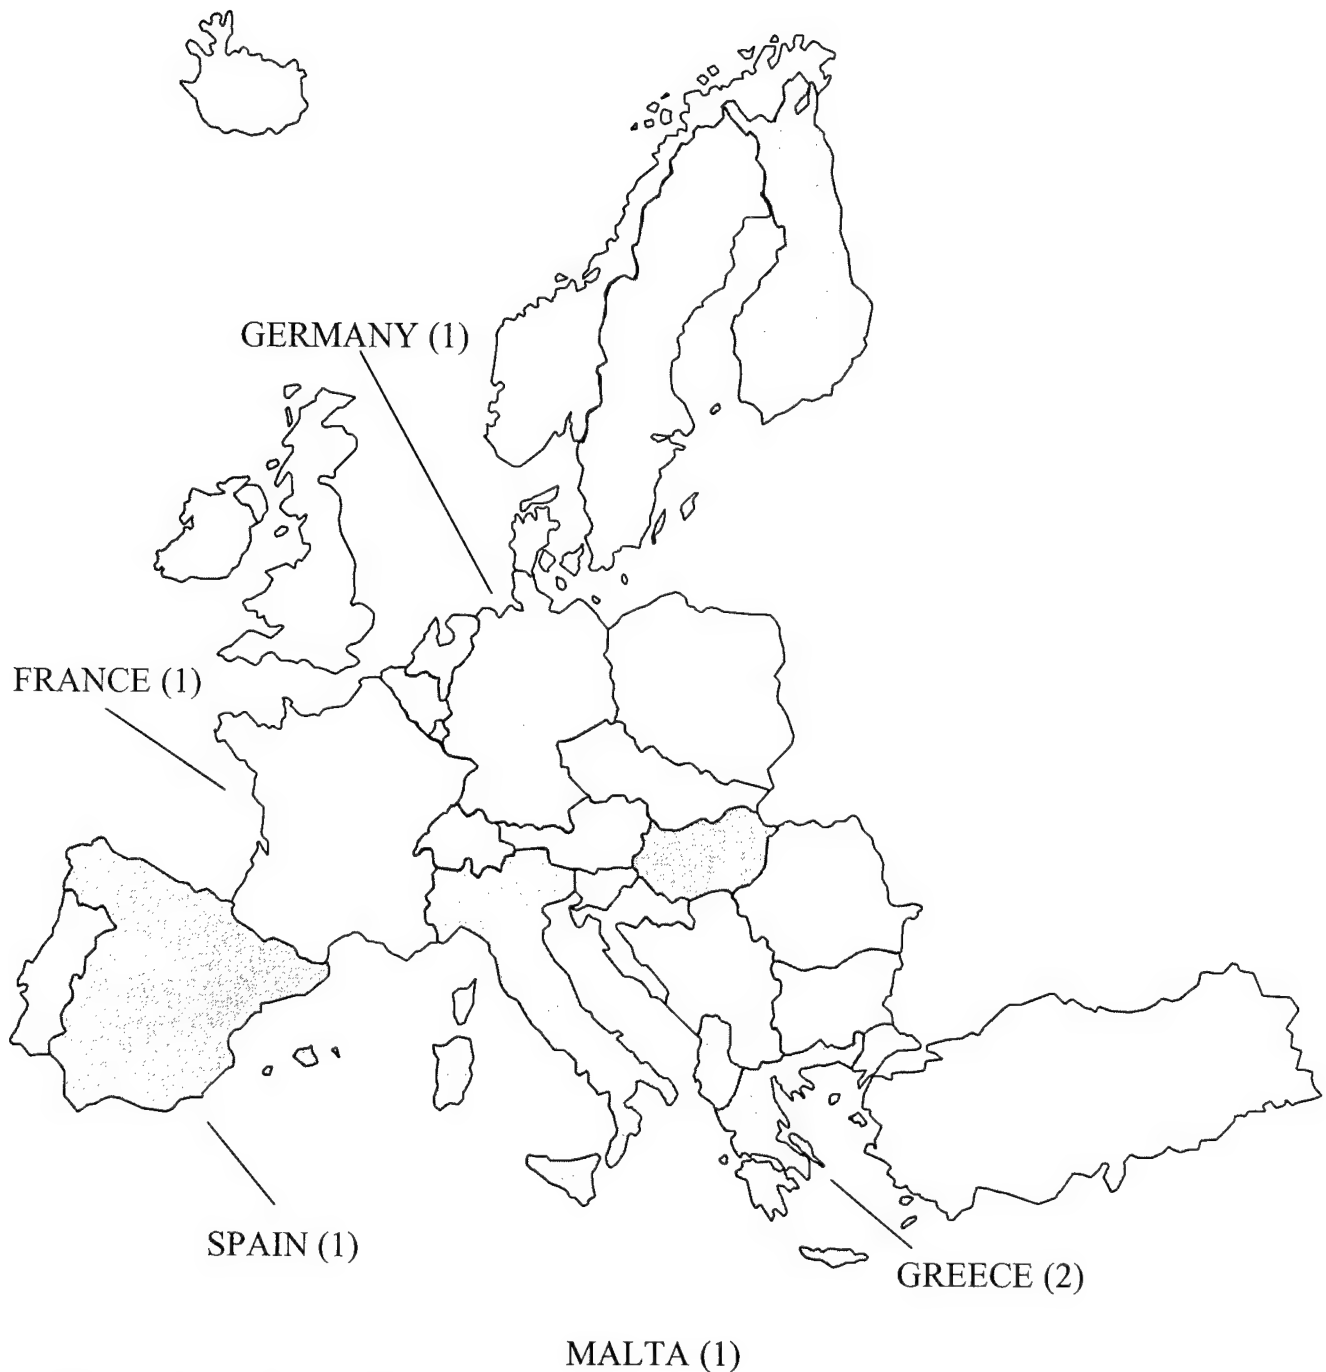 GERMANY (1)
FRANCE (1)
SPAIN (1)
GREECE (2)
MALTA (1)